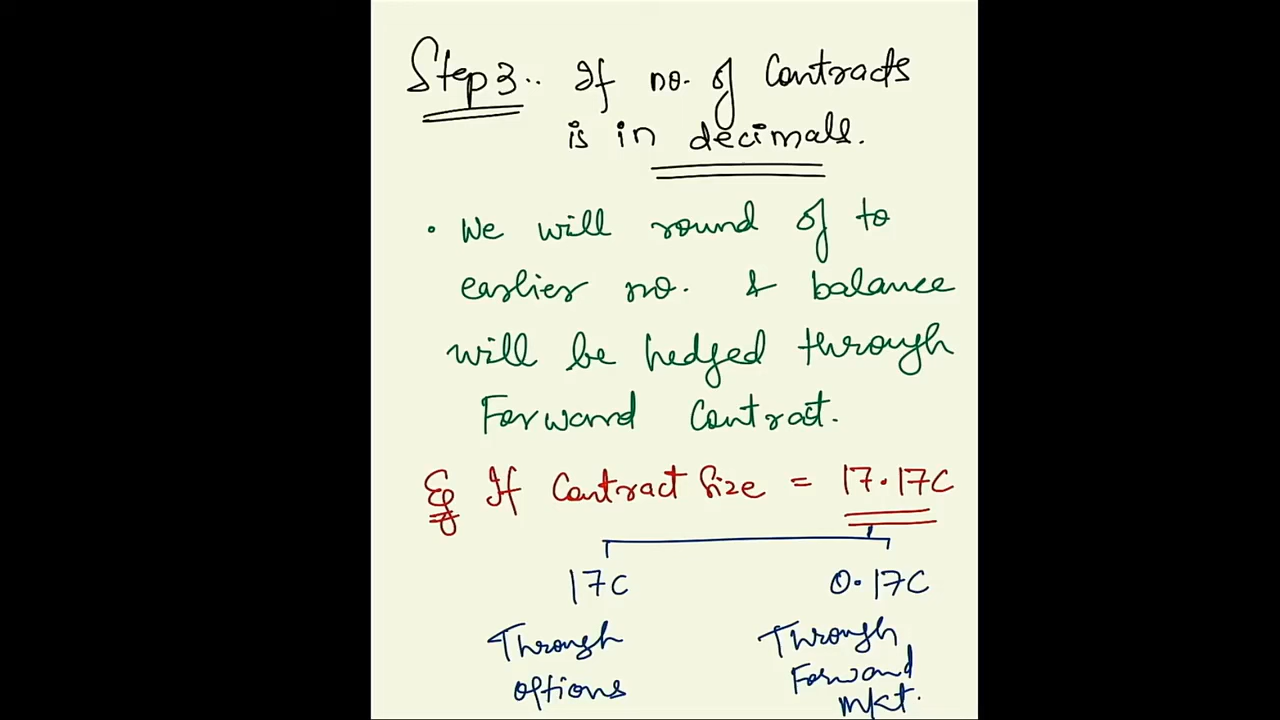 Step 3.. If no. of Contracts
is in decimals.
• We will round of to
earlier no. & balance
will be hedged through
Forward Contract.
Eg If Contract Size = 17.17C
17C 0.17C
Through Through
options Forward
mkt.